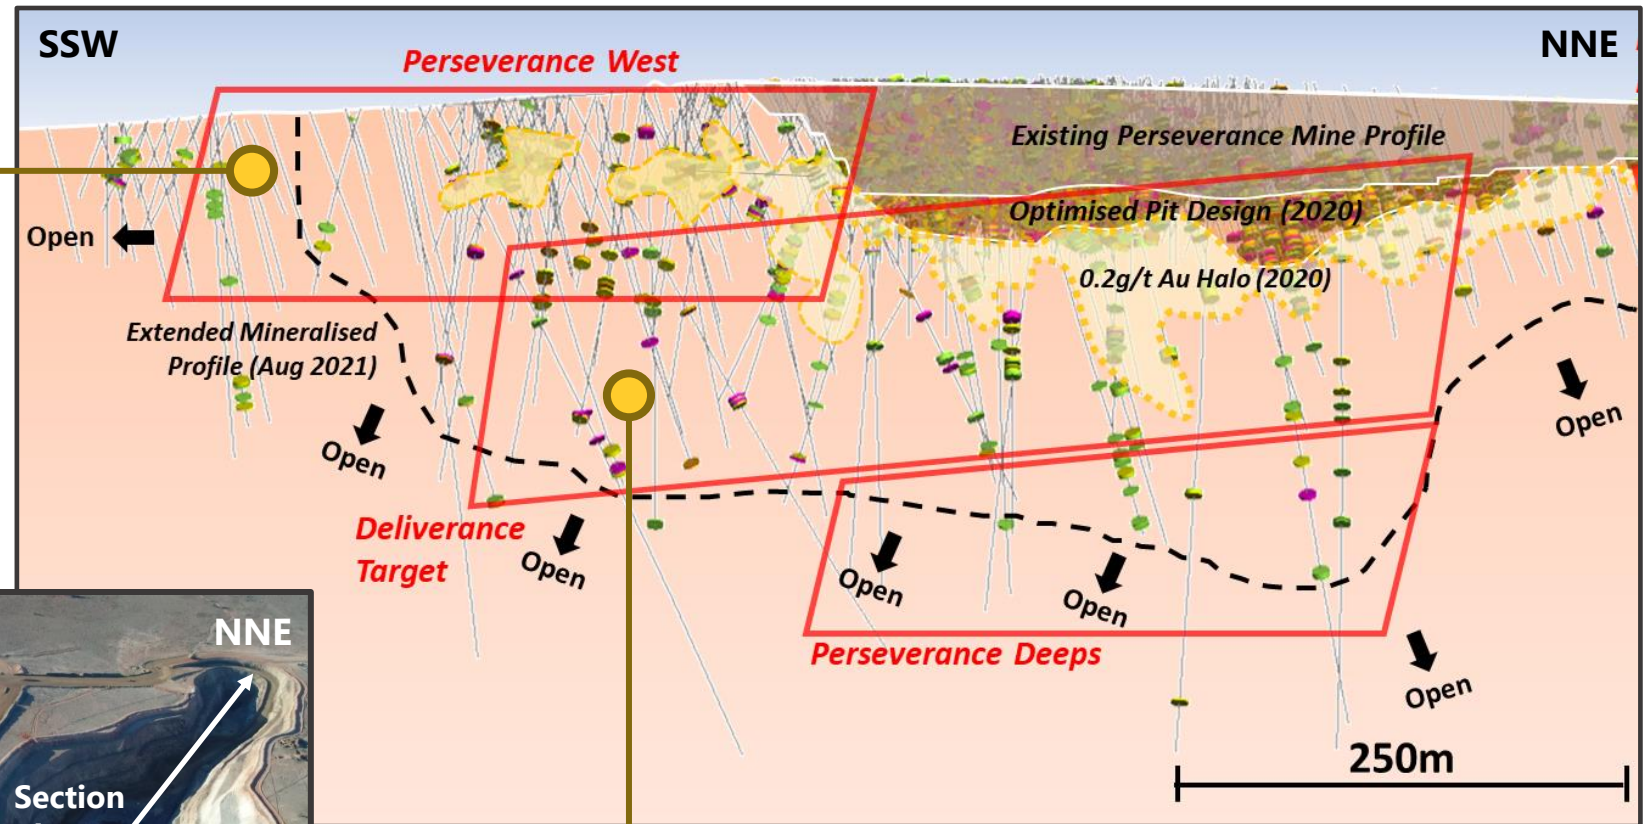 SSW
NNE
Perseverance West
Existing Perseverance Mine Profile
Optimised Pit Design (2020)
Open
0.2g/t Au Halo (2020)
Extended Mineralised
Profile (Aug 2021)
Open
Open
Deliverance
Target
Open
Open
Open
Perseverance Deeps
Open
250m
NNE
Section